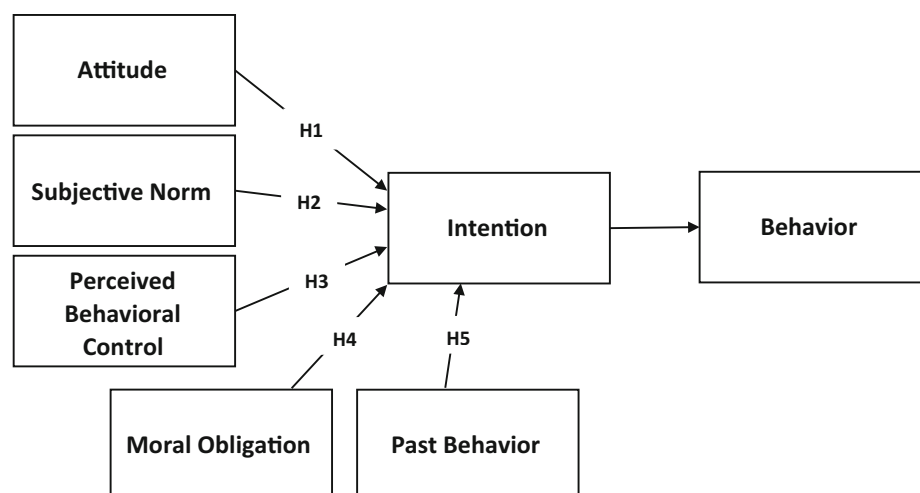 Attitude
H1
Subjective Norm
H2
Intention
Behavior
Perceived
Behavioral
Control
H3
H4
H5
Moral Obligation
Past Behavior